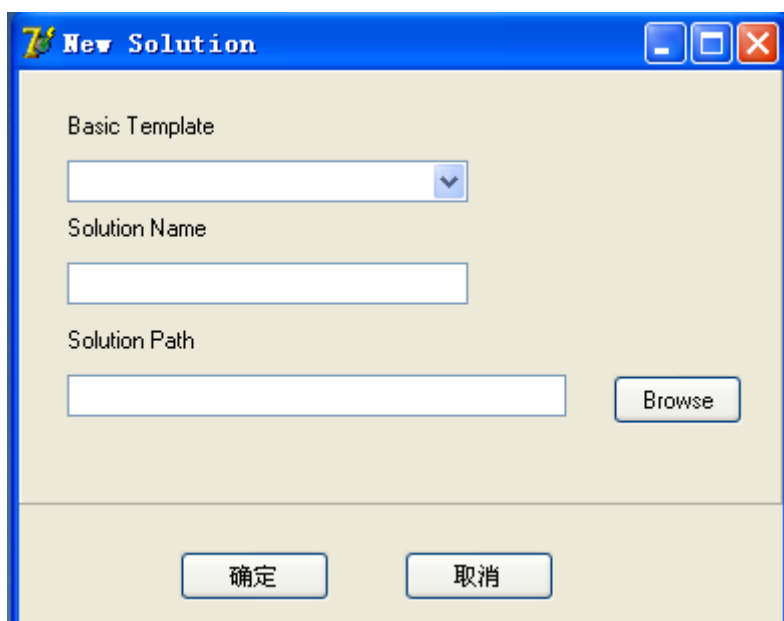 New Solution
Basic Template
Solution Name
Solution Path
Browse
确定 取消